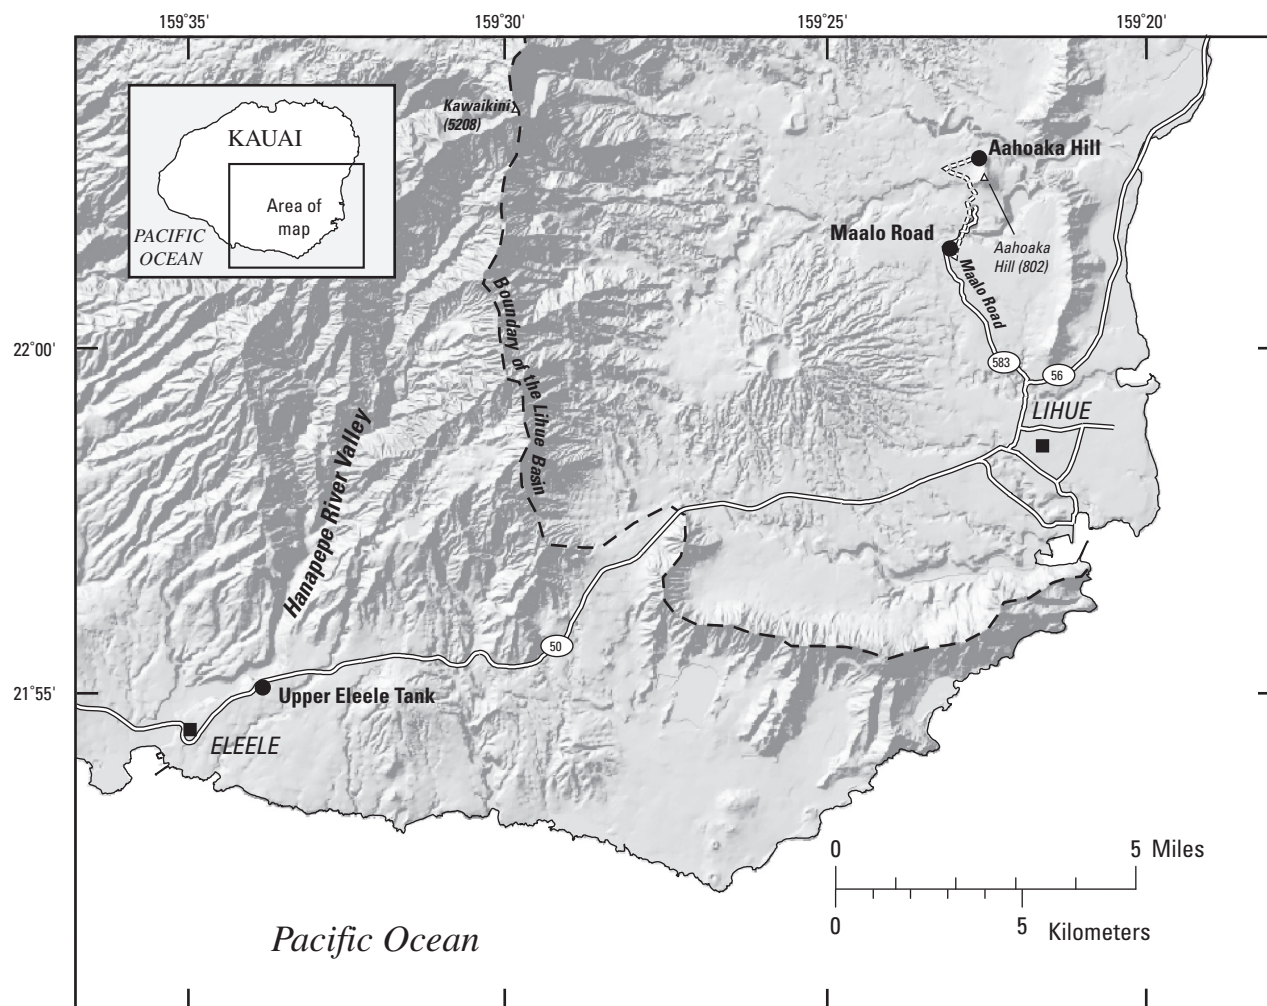 159°35'
159°30'
159°25'
159°20'
Kawaikini
(5208)
KAUAI
Area of
map
PACIFIC
OCEAN
Aahoaka Hill
Maalo Road
Aahoaka
Hill (802)
Maalo Road
Boundary of the Lihue Basin
22°00'
583
56
LIHUE
Hanapepe River Valley
50
21°55'
Upper Eleele Tank
ELEELE
0
5 Miles
0
5
Kilometers
Pacific Ocean